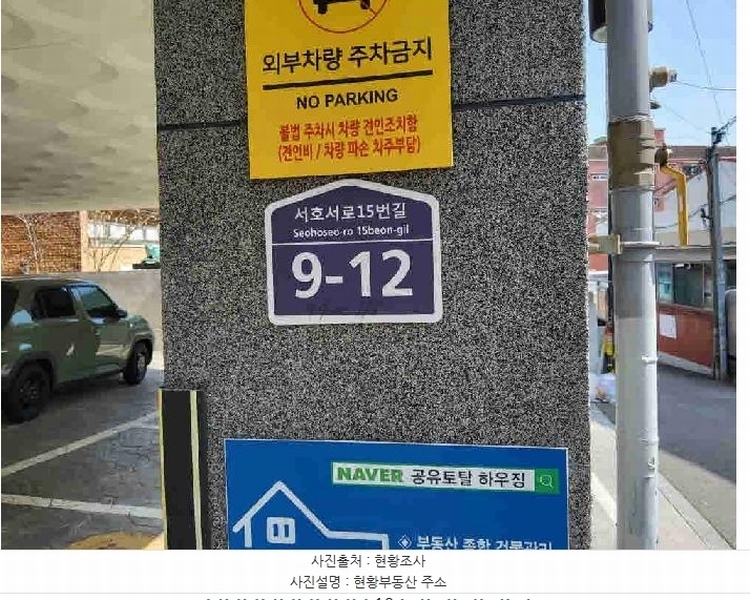 외부차량 주차금지
NO PARKING
불법 주차시 차량 견인조치함
(견인비 / 차량 파손 차주부담)
서호서로15번길
Seohoseo-ro 15beon-gil
9-12
NAVER 공유토탈 하우징
부동산 종합 건물관리
사진출처 : 현황조사
사진설명 : 현황부동산 주소